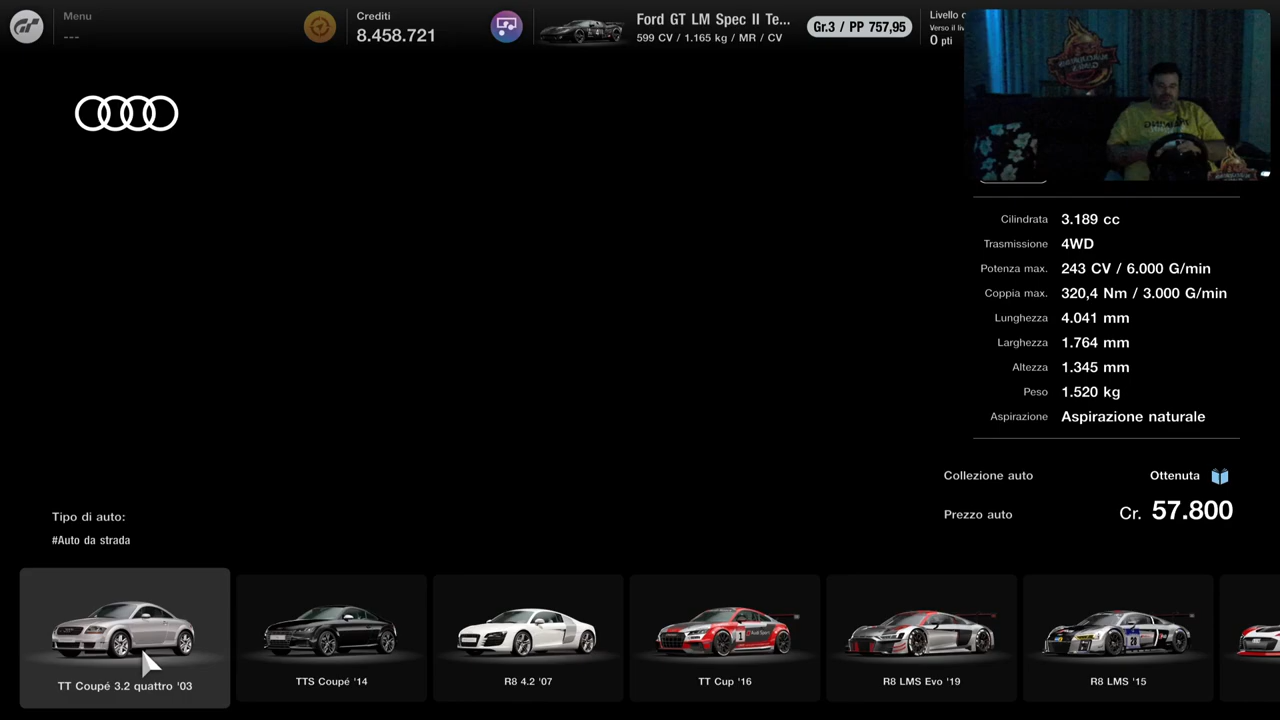 Menu
---
Crediti
8.458.721
Ford GT LM Spec II Te...
599 CV / 1.165 kg / MR / CV
Gr.3 / PP 757,95
Livello
Verso il liv
0 pti
Cilindrata 3.189 cc
Trasmissione 4WD
Potenza max. 243 CV / 6.000 G/min
Coppia max. 320,4 Nm / 3.000 G/min
Lunghezza 4.041 mm
Larghezza 1.764 mm
Altezza 1.345 mm
Peso 1.520 kg
Aspirazione Aspirazione naturale
Collezione auto Ottenuta
Prezzo auto Cr. 57.800
Tipo di auto:
#Auto da strada
TT Coupé 3.2 quattro '03
TTS Coupé '14
R8 4.2 '07
TT Cup '16
R8 LMS Evo '19
R8 LMS '15